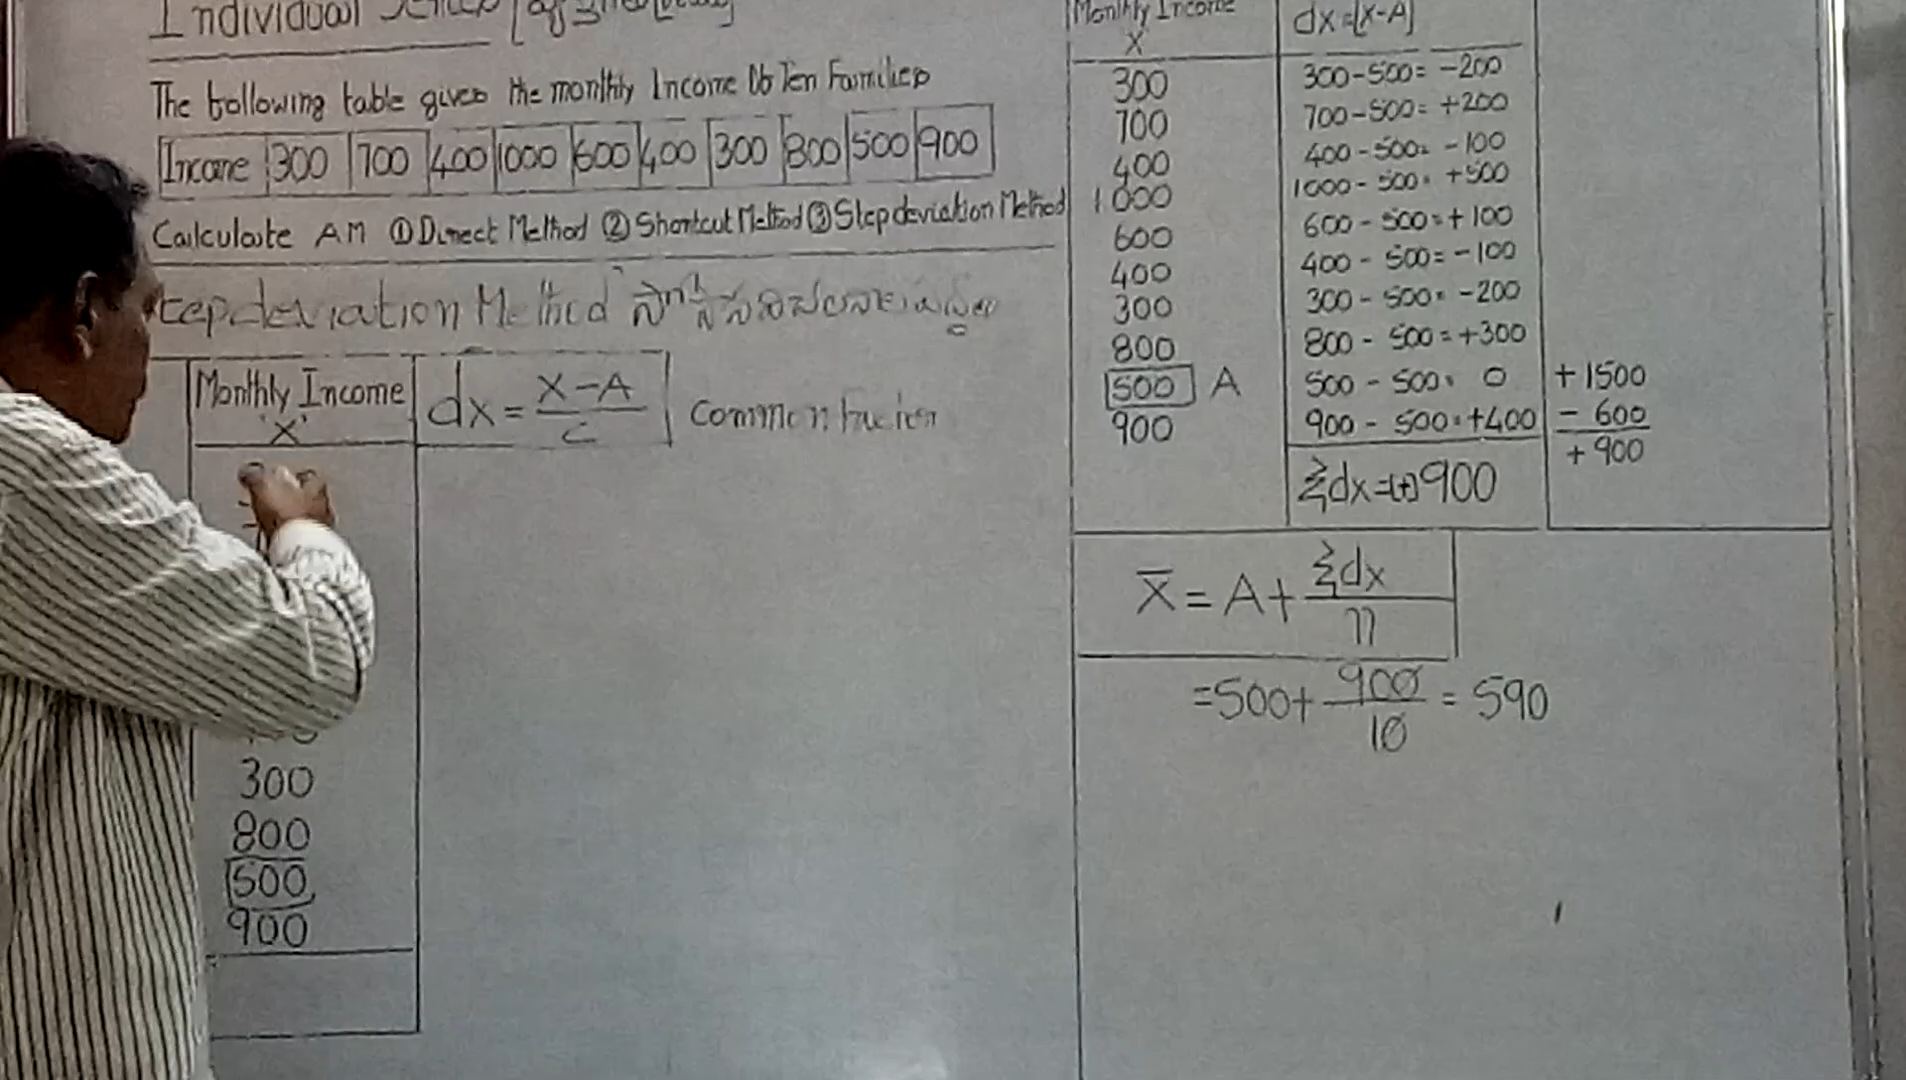 Individual Series
The following table gives the monthly Income Of Ten Families
Income 300 700 400 1000 600 400 300 800 500 900
Calculate AM ① Direct Method ② Shortcut Method ③ Step deviation Method
tep deviation Method
Monthly Income 'X' dx = X-A / C Common factor
300
800
500
900
Monthly Income X dx=(X-A)
300 300-500= -200
700 700-500= +200
400 400-500= -100
1000 1000-500= +500
600 600-500=+100
400 400-500=-100
300 300-500= -200
800 800-500=+300
500 A 500-500= 0 +1500
900 900-500=+400 -600
+900
Σdx=(+)900
X̄ = A+ Σdx / n
=500+ 900 / 10 = 590